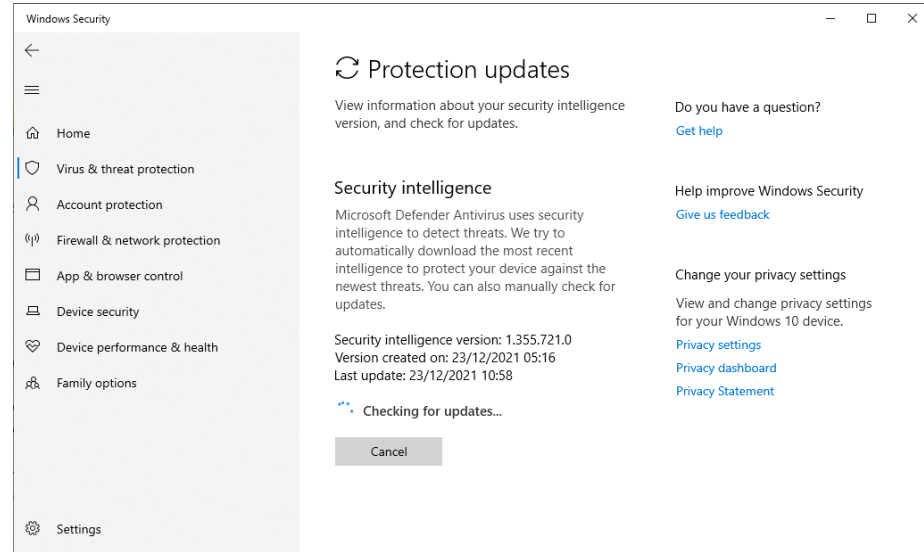 Windows Security
Home
Virus & threat protection
Account protection
Firewall & network protection
App & browser control
Device security
Device performance & health
Family options
Settings
Protection updates
View information about your security intelligence
version, and check for updates.
Security intelligence
Microsoft Defender Antivirus uses security
intelligence to detect threats. We try to
automatically download the most recent
intelligence to protect your device against the
newest threats. You can also manually check for
updates.
Security intelligence version: 1.355.721.0
Version created on: 23/12/2021 05:16
Last update: 23/12/2021 10:58
Checking for updates...
Cancel
Do you have a question?
Get help
Help improve Windows Security
Give us feedback
Change your privacy settings
View and change privacy settings
for your Windows 10 device.
Privacy settings
Privacy dashboard
Privacy Statement